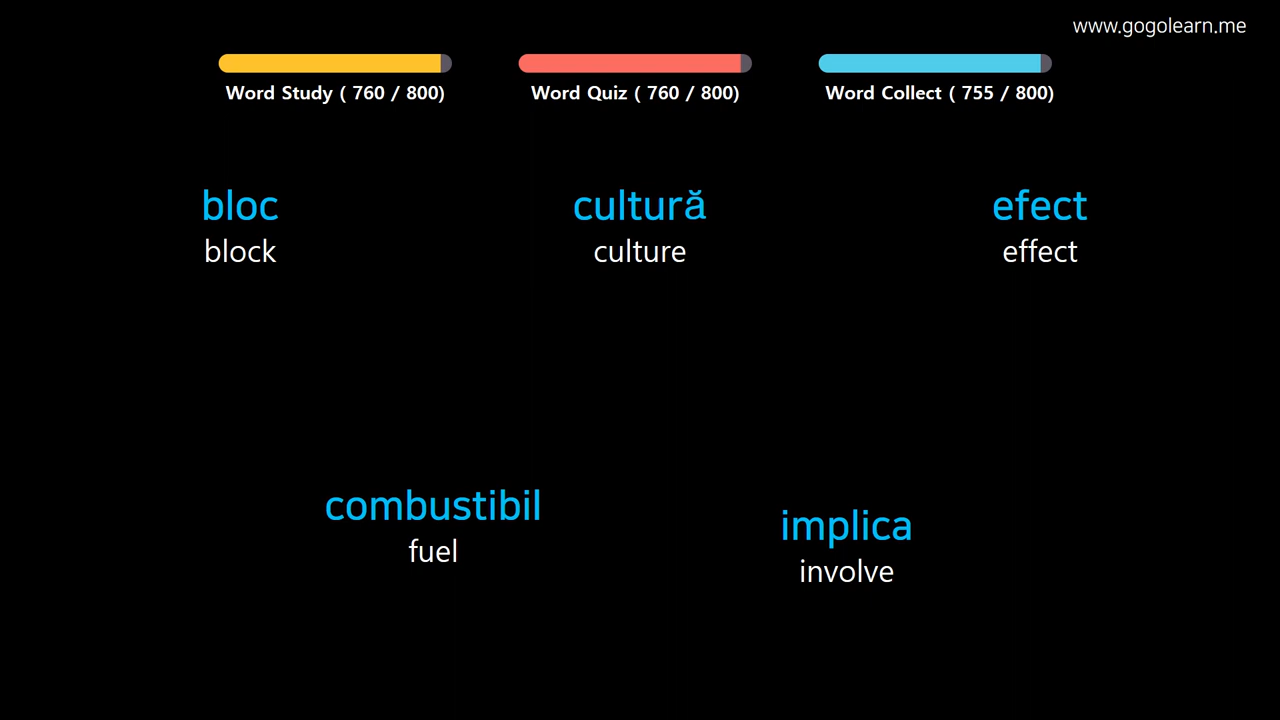 www.gogolearn.me
Word Study ( 760 / 800)
Word Quiz ( 760 / 800)
Word Collect ( 755 / 800)
bloc
block
cultură
culture
efect
effect
combustibil
fuel
implica
involve